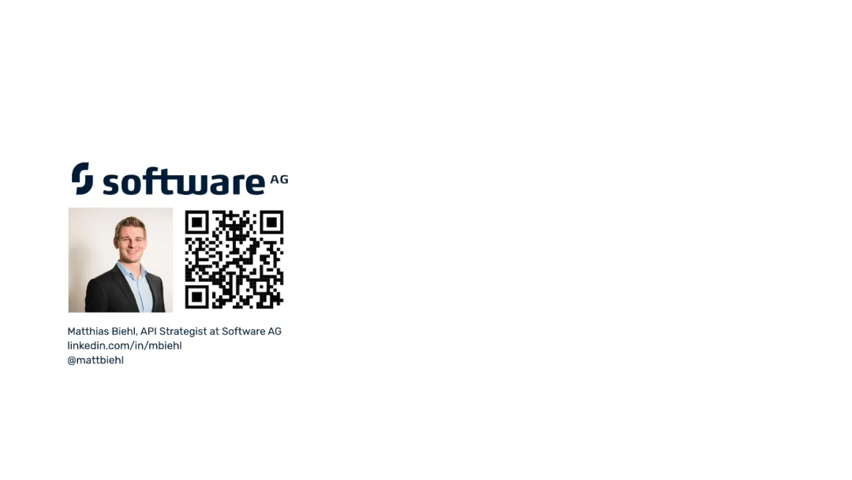 software AG
Matthias Biehl, API Strategist at Software AG
linkedin.com/in/mbiehl
@mattbiehl